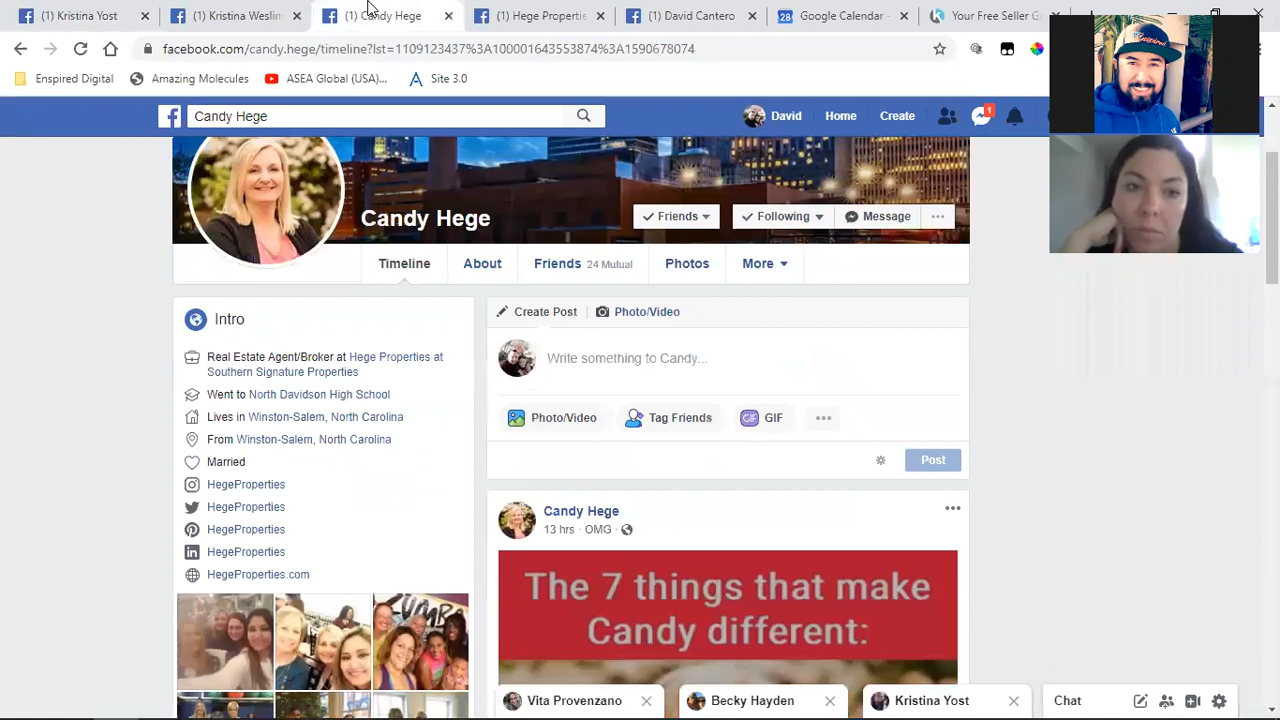 (1) Kristina Yost
(1) Kristina Weslin
(1) Candy Hege
(1) Hege Propertie
(1) David Cantero
28
Google Calendar -
Your Free Seller G
facebook.com/candy.hege/timeline?lst=1109123437%3A100001643553874%3A1590678074
Enspired Digital
Amazing Molecules
ASEA Global (USA)...
Site 3.0
Candy Hege
David
Home
Create
1
Candy Hege
Friends
Following
Message
Timeline
About
Friends 24 Mutual
Photos
More
Intro
Real Estate Agent/Broker at Hege Properties at
Southern Signature Properties
Went to North Davidson High School
Lives in Winston-Salem, North Carolina
From Winston-Salem, North Carolina
Married
HegeProperties
HegeProperties
HegeProperties
HegeProperties
HegeProperties.com
Create Post
Photo/Video
Write something to Candy...
Photo/Video
Tag Friends
GIF
Post
Candy Hege
13 hrs · OMG ·
The 7 things that make
Candy different:
Vita Provenzano
Becky Hayden
Kristina Yost
Chat